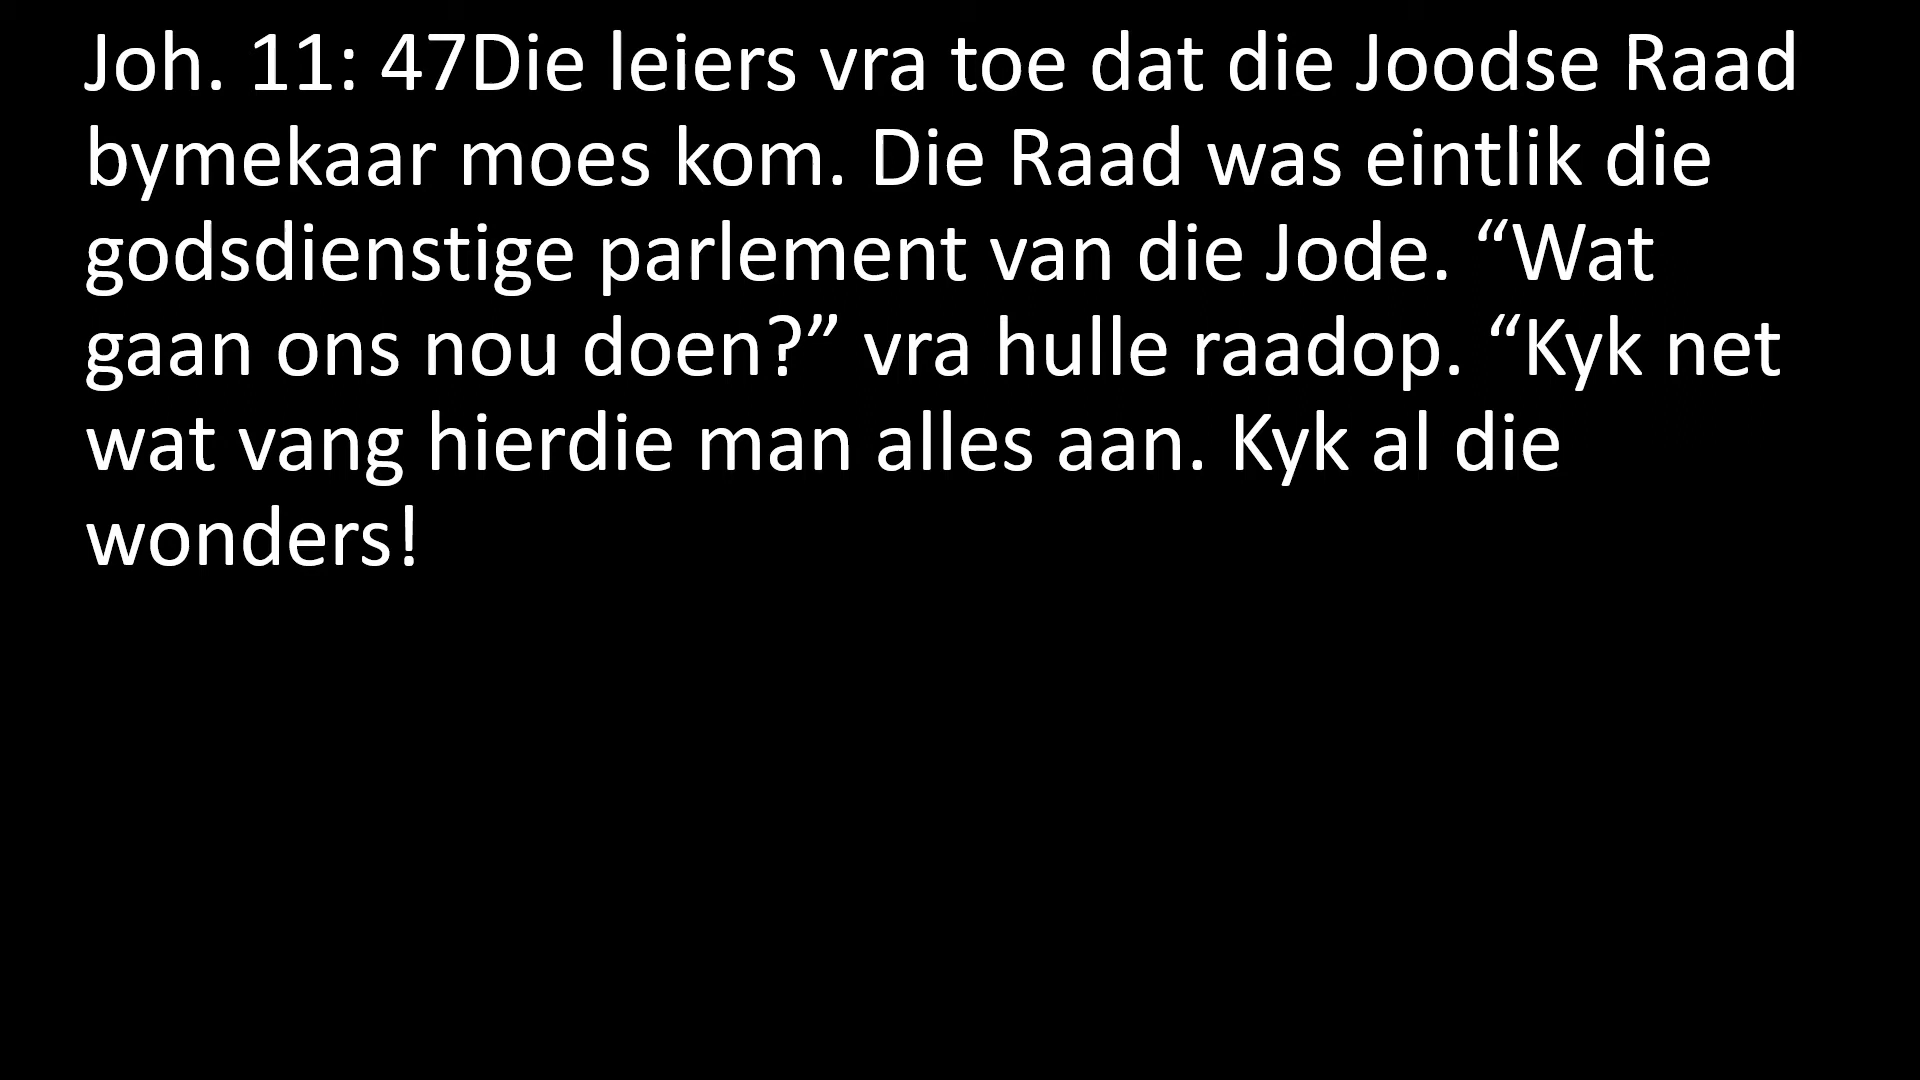 Joh. 11: 47Die leiers vra toe dat die Joodse Raad
bymekaar moes kom. Die Raad was eintlik die
godsdienstige parlement van die Jode. “Wat
gaan ons nou doen?” vra hulle raadop. “Kyk net
wat vang hierdie man alles aan. Kyk al die
wonders!